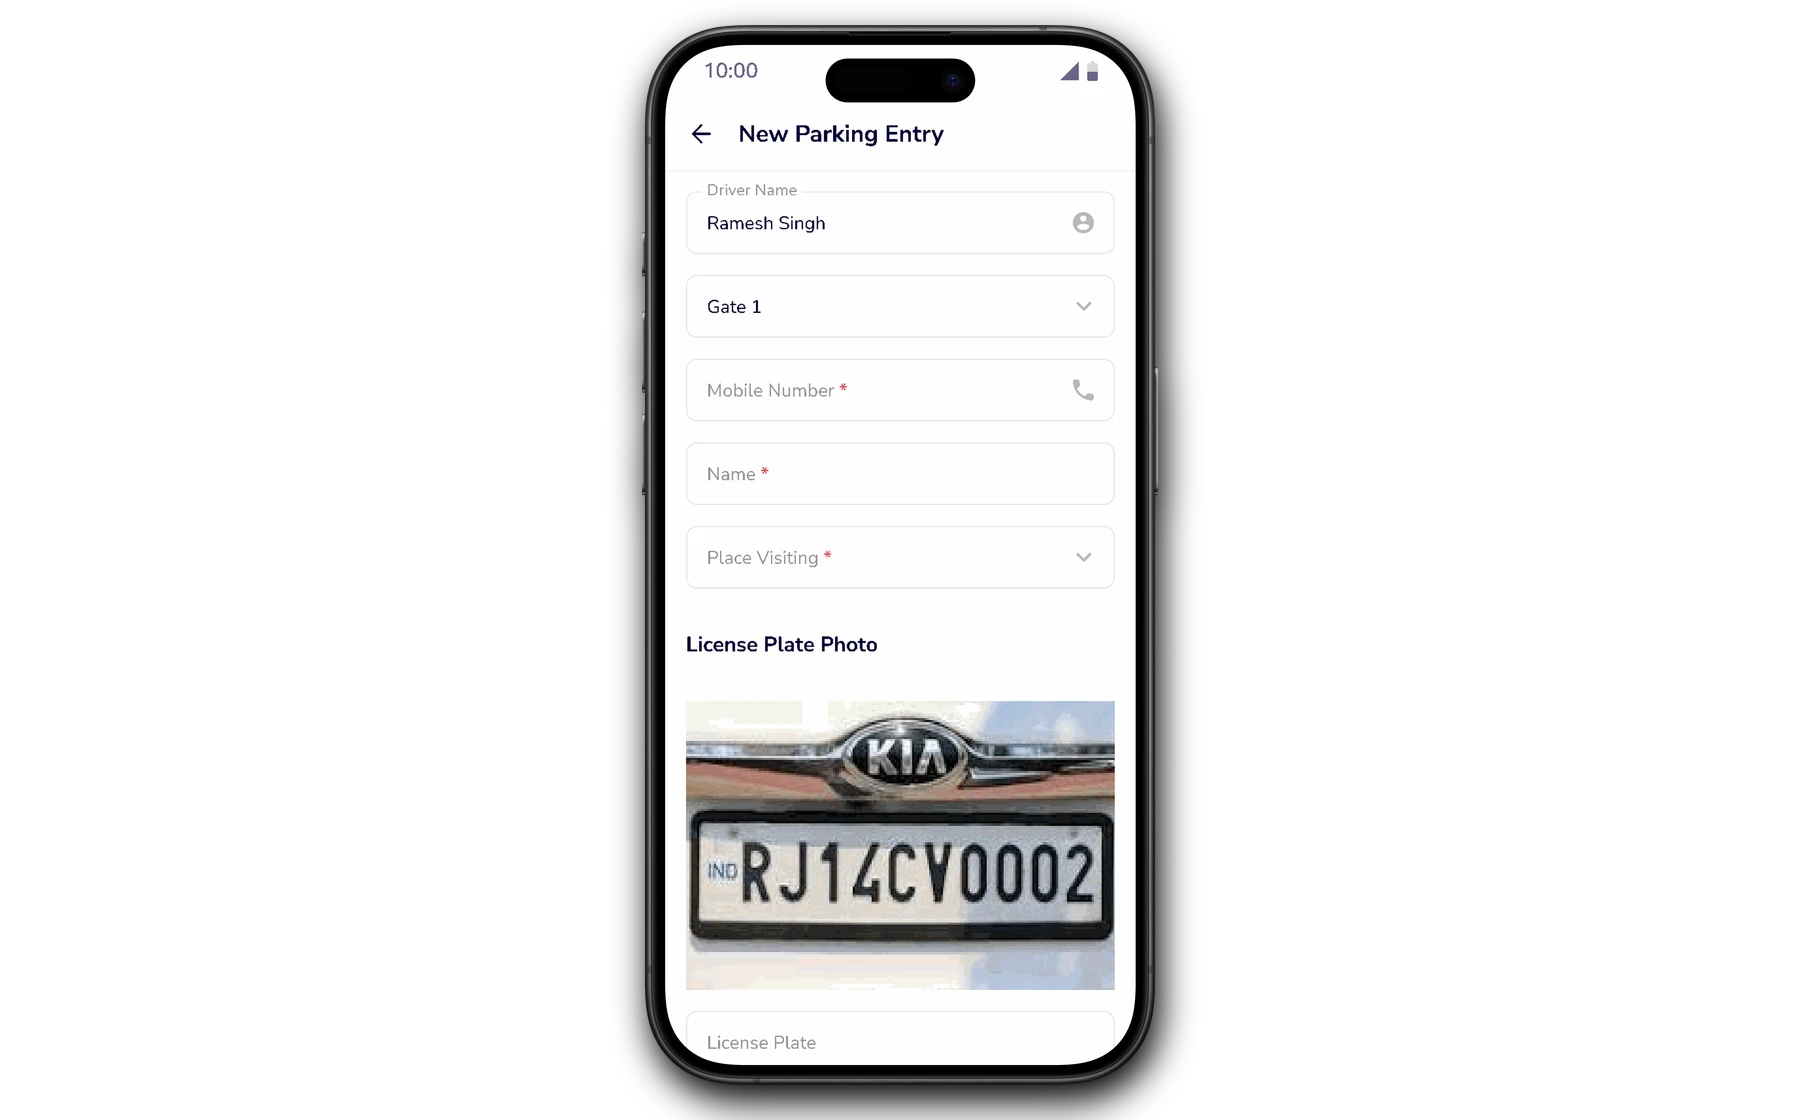 10:00
New Parking Entry
Driver Name
Ramesh Singh
Gate 1
Mobile Number *
Name *
Place Visiting *
License Plate Photo
KIA
IND RJ14CV0002
License Plate